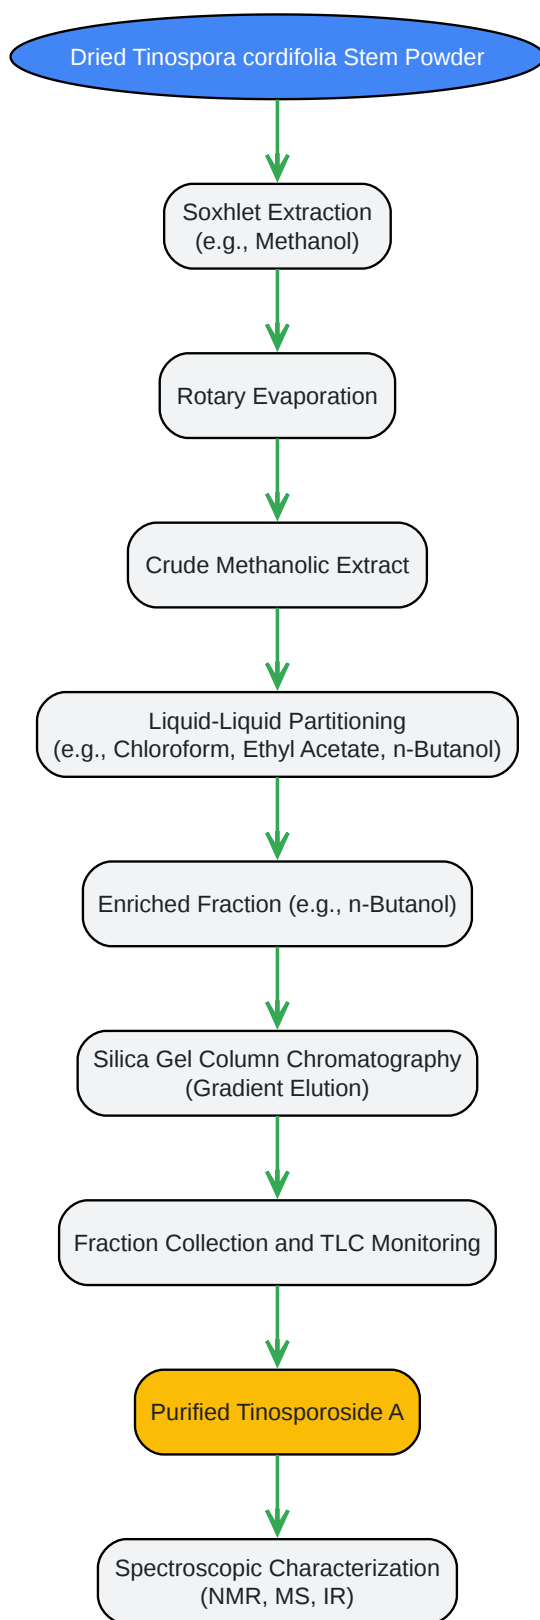 Dried Tinospora cordifolia Stem Powder
Soxhlet Extraction
(e.g., Methanol)
Rotary Evaporation
Crude Methanolic Extract
Liquid-Liquid Partitioning
(e.g., Chloroform, Ethyl Acetate, n-Butanol)
Enriched Fraction (e.g., n-Butanol)
Silica Gel Column Chromatography
(Gradient Elution)
Fraction Collection and TLC Monitoring
Purified Tinosporoside A
Spectroscopic Characterization
(NMR, MS, IR)